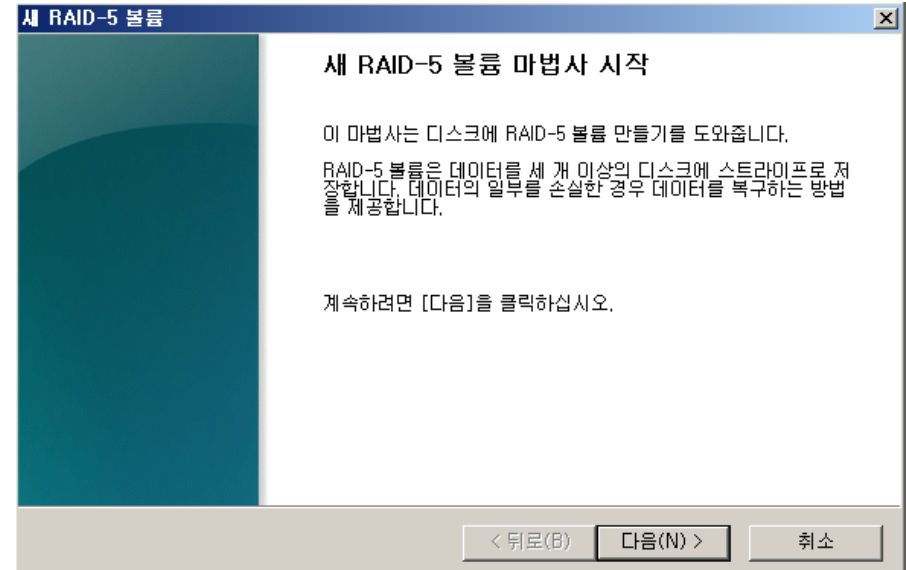 새 RAID-5 볼륨
새 RAID-5 볼륨 마법사 시작
이 마법사는 디스크에 RAID-5 볼륨 만들기를 도와줍니다.
RAID-5 볼륨은 데이터를 세 개 이상의 디스크에 스트라이프로 저
장합니다. 데이터의 일부를 손실한 경우 데이터를 복구하는 방법
을 제공합니다.
계속하려면 [다음]을 클릭하십시오.
< 뒤로(B) 다음(N) > 취소